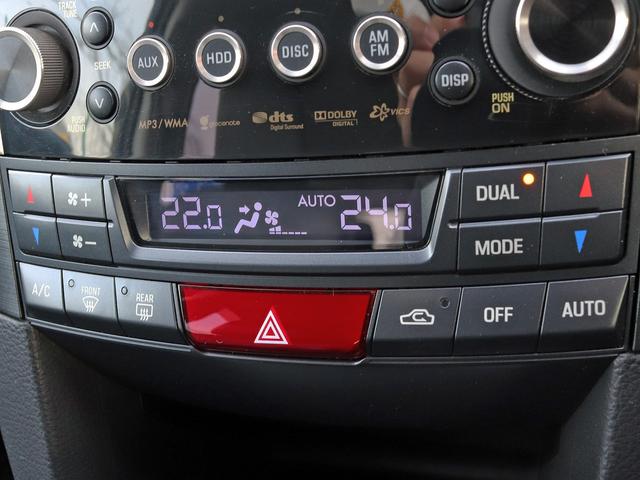 TRACK
TUNE
SEEK
PUSH
AUDIO
AUX
HDD
DISC
AM
FM
DISP
PUSH
ON
MP3/WMA
gracenote
dts
Digital Surround
DOLBY
DIGITAL
VICS
22.0
AUTO
24.0
DUAL
MODE
A/C
FRONT
REAR
OFF
AUTO